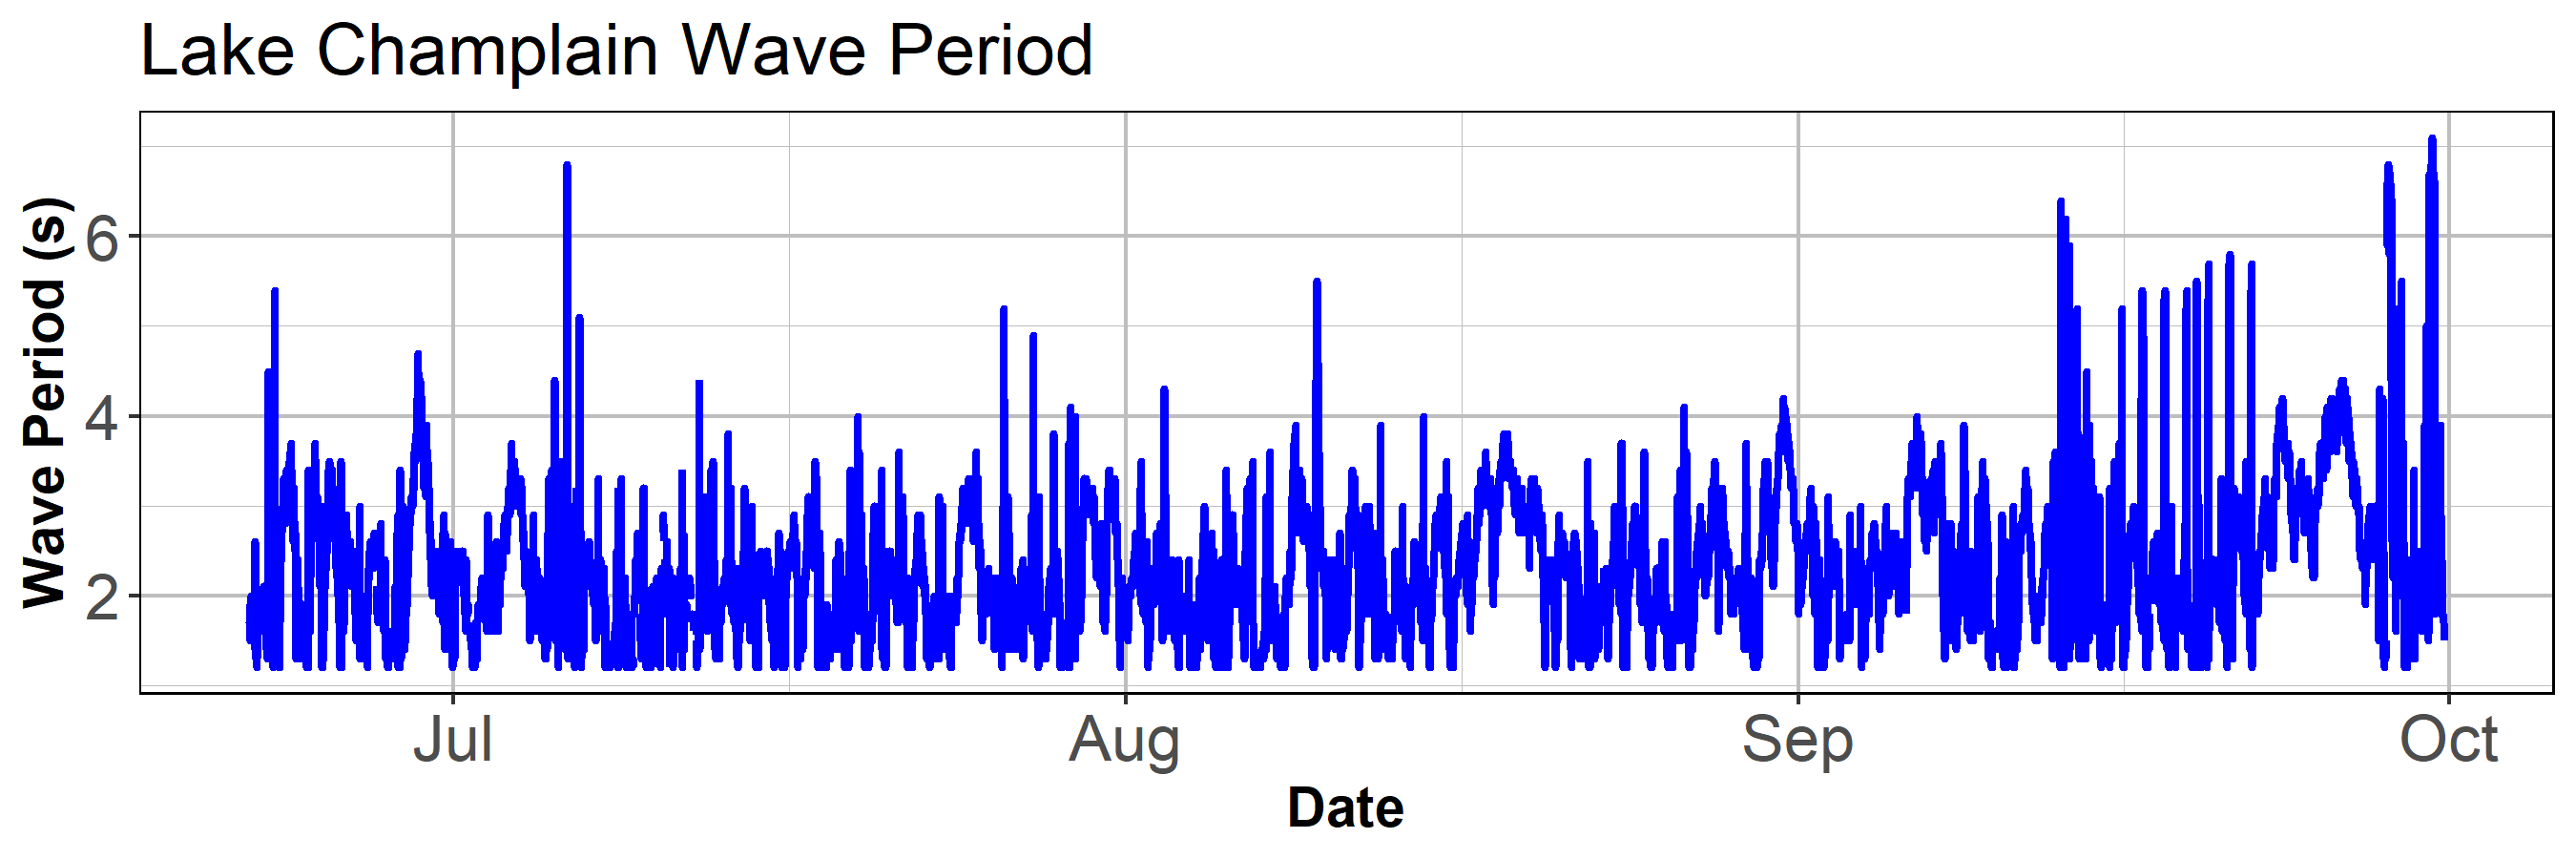 Lake Champlain Wave Period
Wave Period (s)
6
4
2
Jul Aug Sep Oct
Date